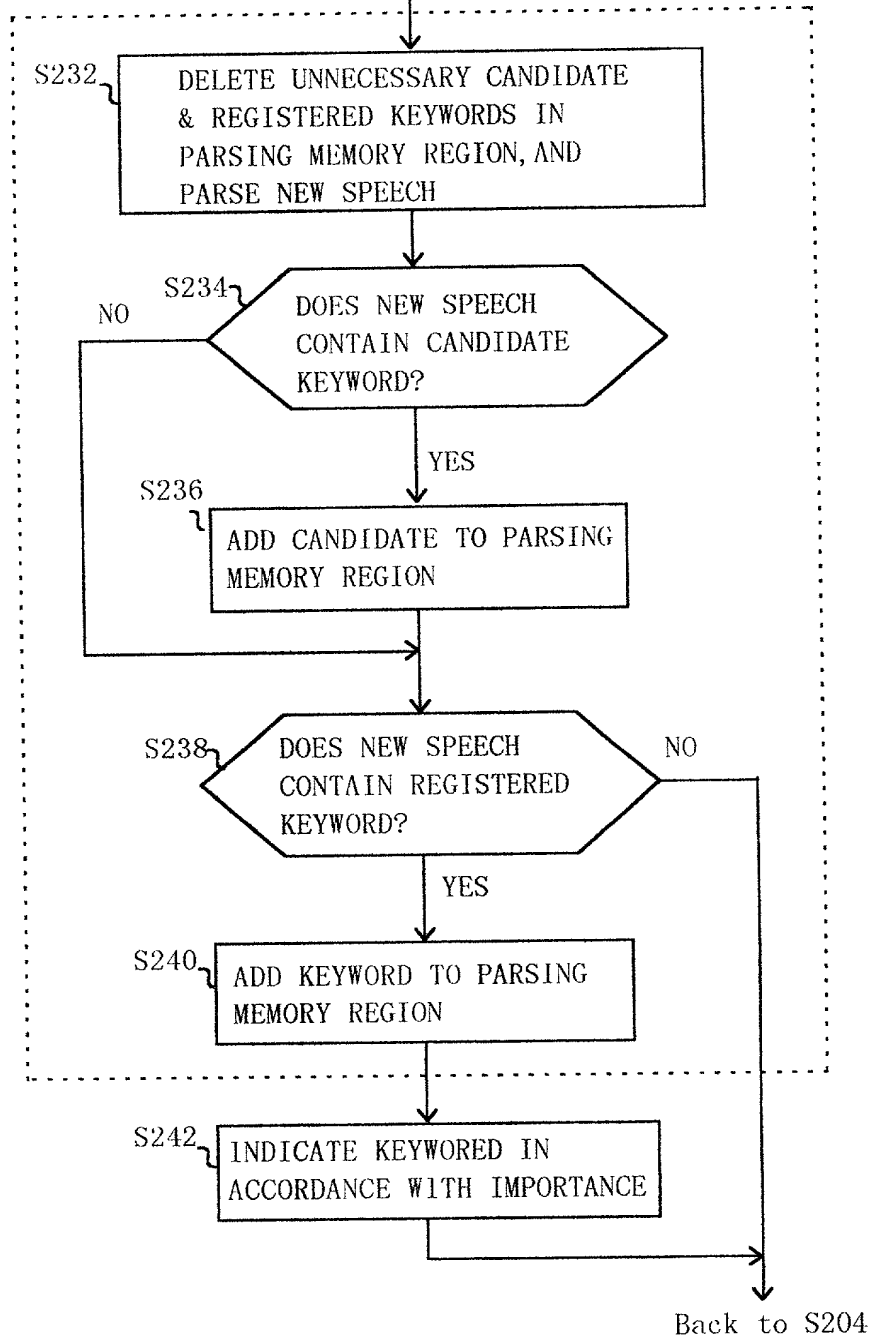 S232
DELETE UNNECESSARY CANDIDATE
& REGISTERED KEYWORDS IN
PARSING MEMORY REGION, AND
PARSE NEW SPEECH
S234
NO
DOES NEW SPEECH
CONTAIN CANDIDATE
KEYWORD?
YES
S236
ADD CANDIDATE TO PARSING
MEMORY REGION
S238
DOES NEW SPEECH
CONTAIN REGISTERED
KEYWORD?
NO
YES
S240
ADD KEYWORD TO PARSING
MEMORY REGION
S242
INDICATE KEYWORED IN
ACCORDANCE WITH IMPORTANCE
Back to S204